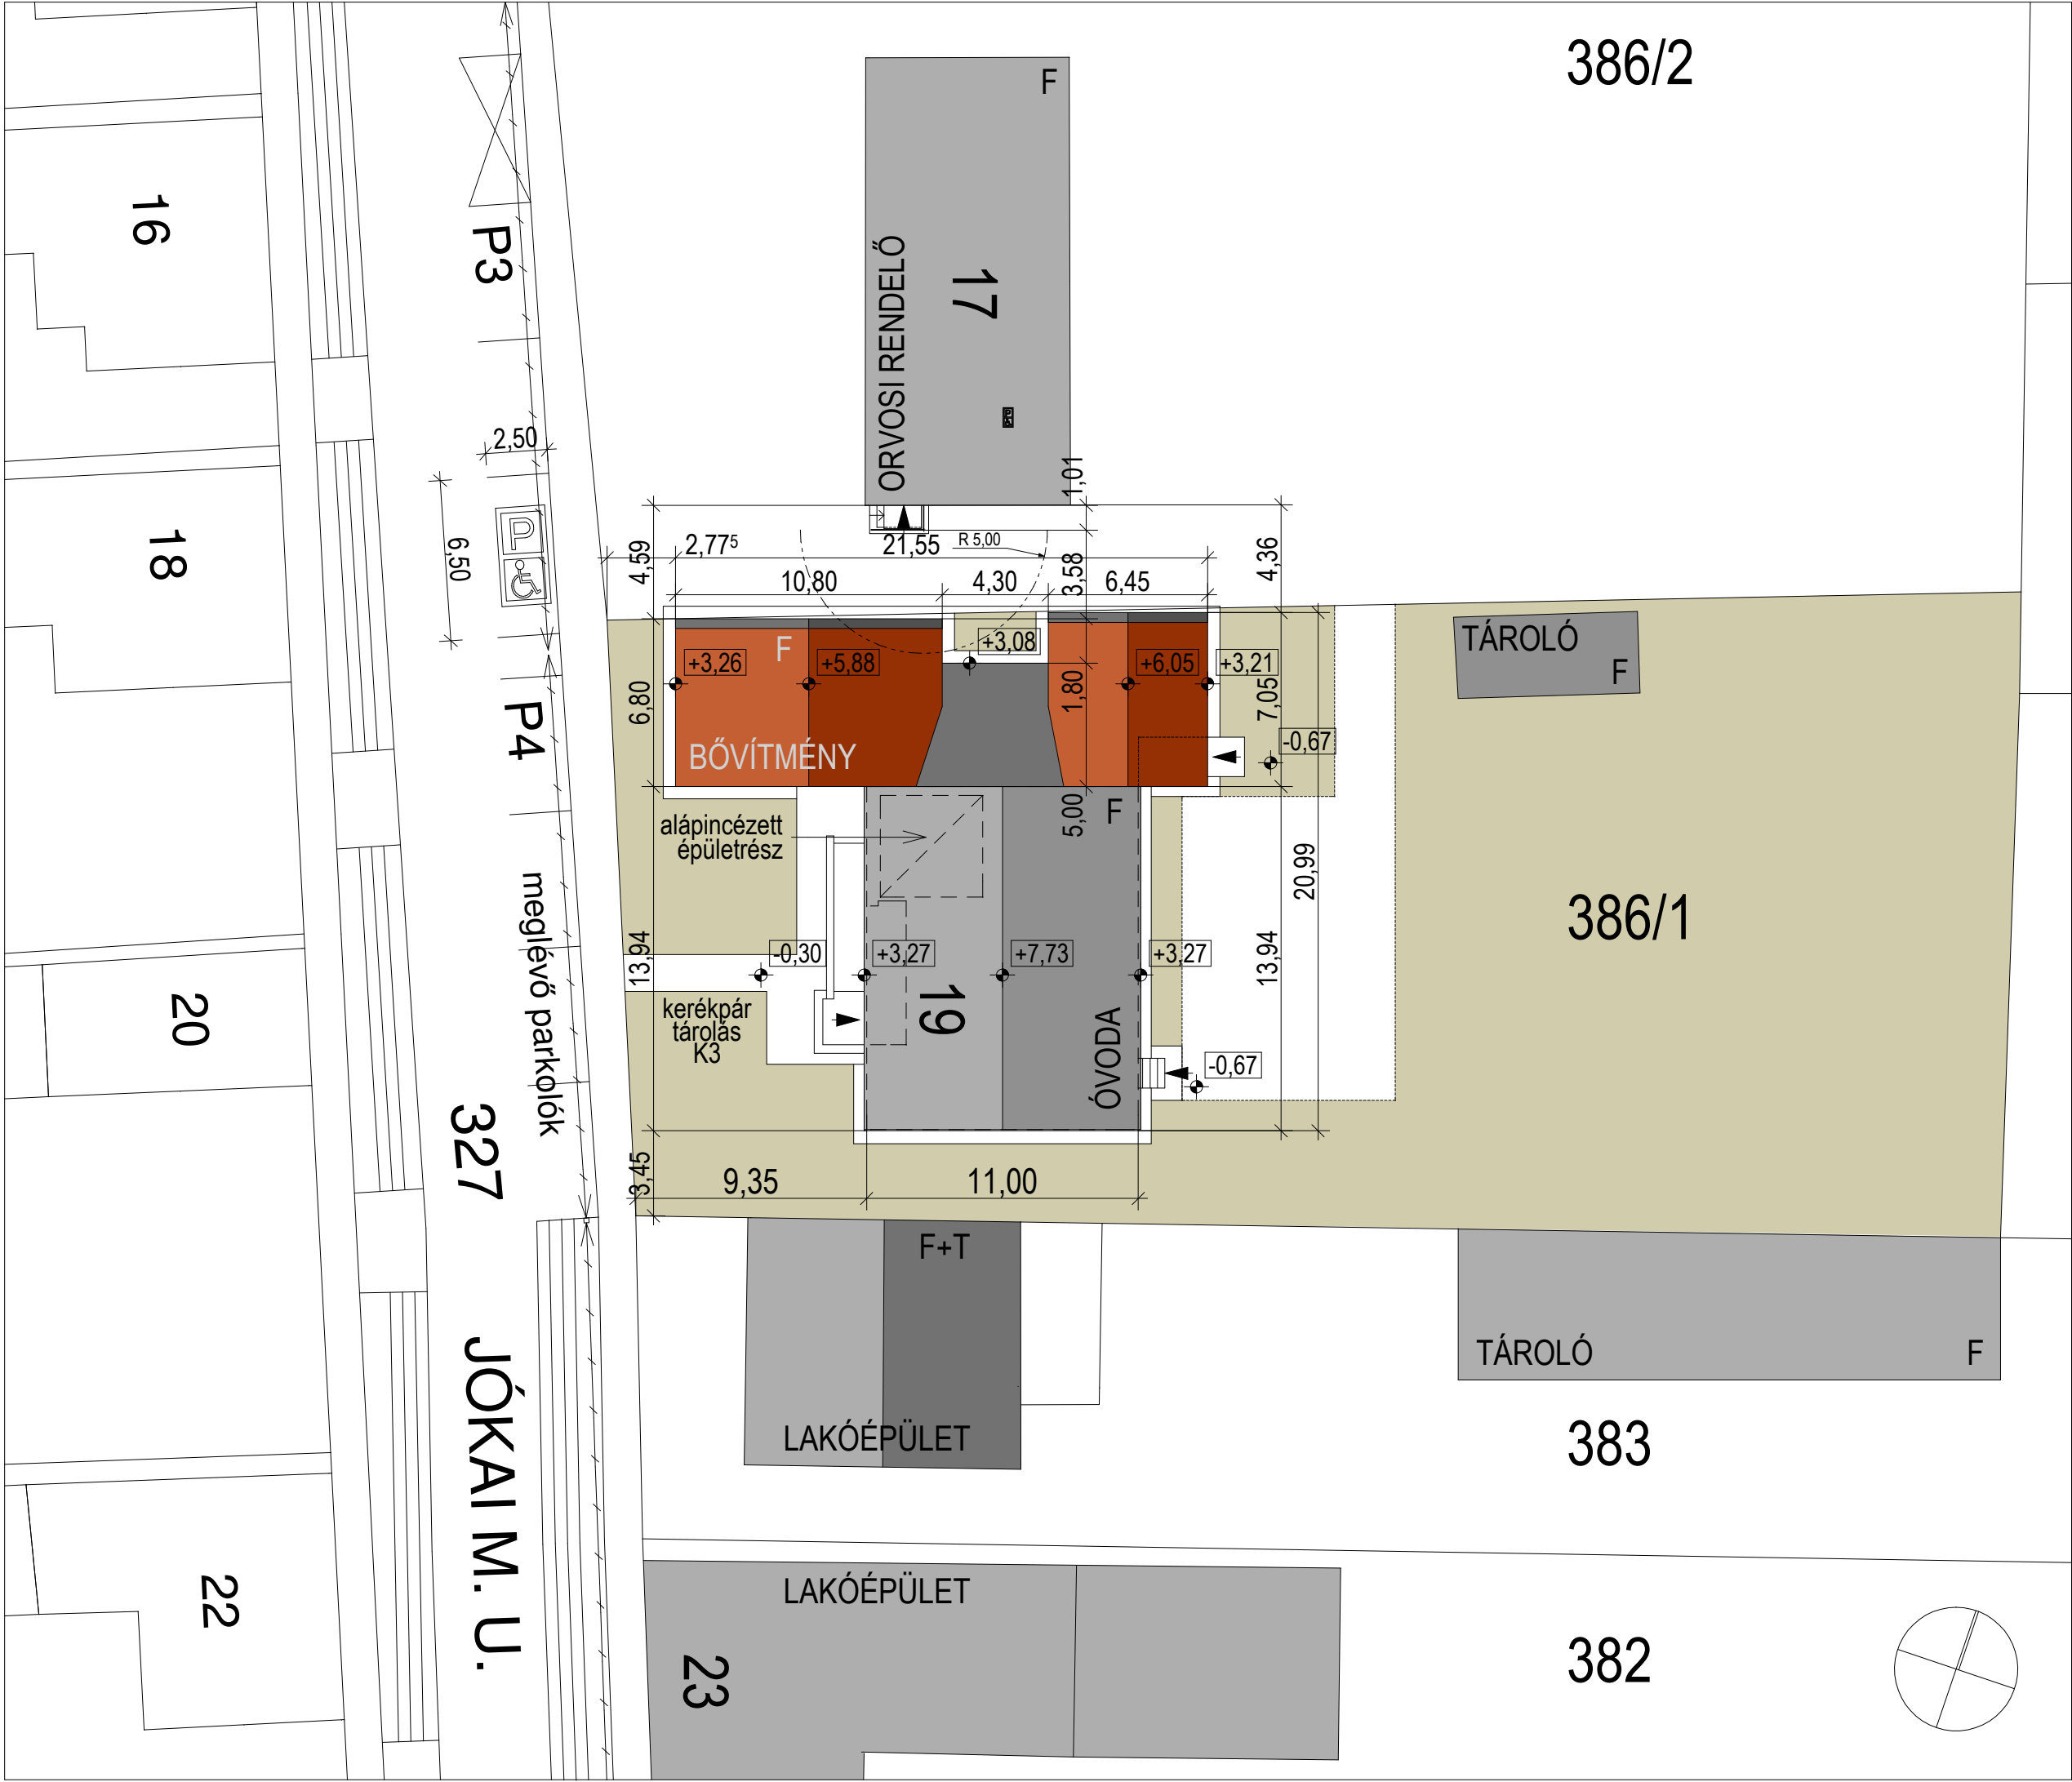 386/2
F
16
P3
17
ORVOSI RENDELŐ
2,50
1,01
18
6,50
P
4,59
2,77⁵
21,55
R 5,00
3,58
4,36
10,80
4,30
6,45
+3,08
TÁROLÓ
F
F
+3,26
+5,88
+6,05
+3,21
6,80
1,80
7,05
P4
-0,67
BŐVÍTMÉNY
5,00
F
alápincézett
épületrész
20,99
meglévő parkolók
386/1
13,94
-0,30
+3,27
+7,73
+3,27
13,94
20
kerékpár
tárolás
K3
19
ÓVODA
-0,67
327
3,45
9,35
11,00
F+T
JÓKAI M. U.
TÁROLÓ
F
LAKÓÉPÜLET
383
22
LAKÓÉPÜLET
23
382